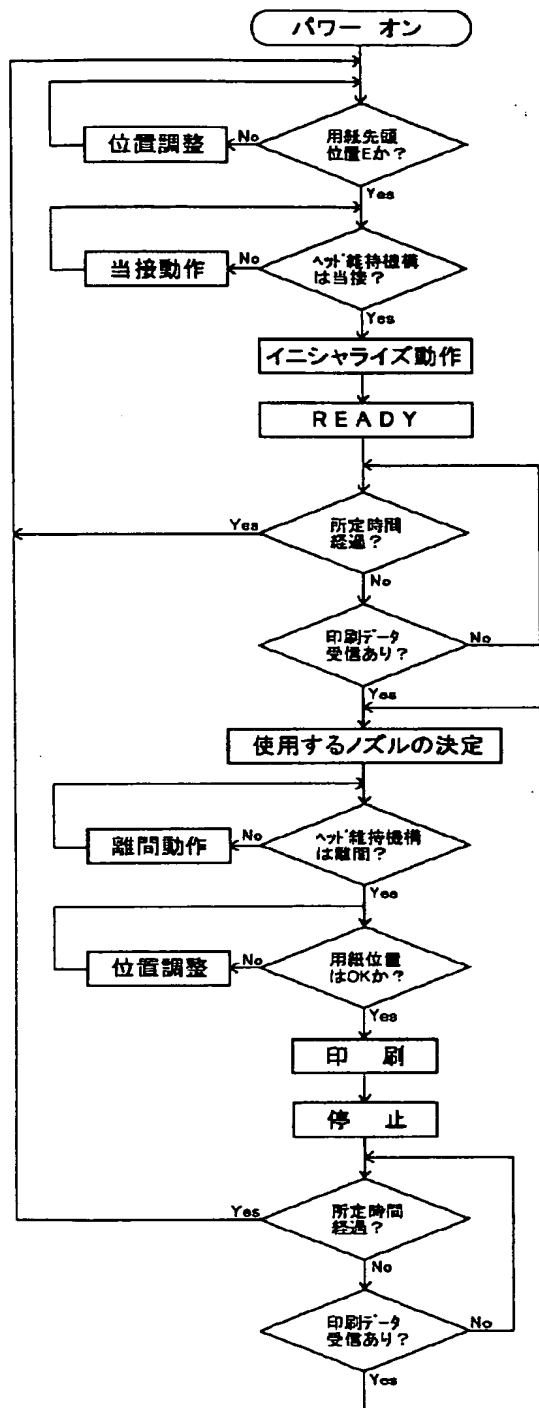 パワー オン
用紙先頭
位置Eか?
No
位置調整
Yes
ヘッド維持機構
は当接?
No
当接動作
Yes
イニシャライズ動作
READY
所定時間
経過?
Yes
No
印刷データ
受信あり?
No
Yes
使用するノズルの決定
ヘッド維持機構
は離間?
No
離間動作
Yes
用紙位置
はOKか?
No
位置調整
Yes
印 刷
停 止
所定時間
経過?
Yes
No
印刷データ
受信あり?
No
Yes